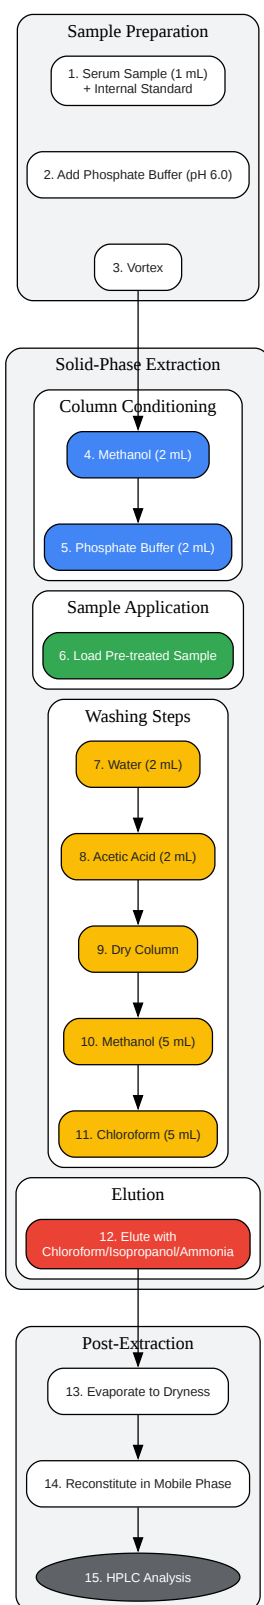 Sample Preparation
1. Serum Sample (1 mL)
+ Internal Standard
2. Add Phosphate Buffer (pH 6.0)
3. Vortex
Solid-Phase Extraction
Column Conditioning
4. Methanol (2 mL)
5. Phosphate Buffer (2 mL)
Sample Application
6. Load Pre-treated Sample
Washing Steps
7. Water (2 mL)
8. Acetic Acid (2 mL)
9. Dry Column
10. Methanol (5 mL)
11. Chloroform (5 mL)
Elution
12. Elute with
Chloroform/Isopropanol/Ammonia
Post-Extraction
13. Evaporate to Dryness
14. Reconstitute in Mobile Phase
15. HPLC Analysis